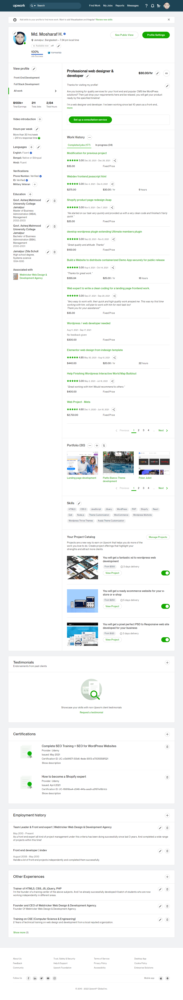 upwork
Search
Find Work My Jobs Reports Messages
Add skills to your profile to find more work. Want to add Visualization and Angular? Review new skills
Md. Mosharaf H.
Jamalpur, Bangladesh – 7:34 pm local time
Available now off
100%
Job Success
TOP RATED
See Public View
Profile Settings
View profile
Front-End Development
Full Stack Development
All work
$100k+ 211 2,134
Total Earnings Total Jobs Total Hours
Video introduction
Hours per week
More than 30 hrs/week
< 24 hrs response time
Languages
English: Fluent
Bengali: Native or Bilingual
Hindi: Fluent
Verifications
Phone Number: Verified
ID: Verified
Military Veteran
Education
Govt. Asheq Mahmood
University College
Jamalpur
Master of Business
Administration (MBA),
Management
2002-2003
Govt. Asheq Mahmood
University College
Jamalpur
Bachelor of Business
Administration (BBA),
Management
2000-2001
Jamalpur Zilla Scholl
High school degree,
Systems science
1994-1995
Associated with
Webtricker Web Design &
Development Agency
Professional web designer &
developer
$30.00/hr
Thanks for visiting my profile!
Are you looking for quality services for your front end and popular CMS like WordPress
solutions? Then just drop your requirements here and be relaxed, you will get your product
ready by the specified timeline!
I'm a web designer and developer. I've been working since last 10 years as a front-end..
more
Set up a consultation service
Work History
Completed jobs (177) In progress (34)
Modification for previous project
5.00 Dec 20, 2021 - Dec 26, 2021
$35.00 Fixed Price
Webdev frontend javascript html
5.00 Dec 4, 2021 - Dec 9, 2021
$275.00 $30.00 / hr 9 hours
Shopify product page redesign Asap
5.00 Nov 5, 2021 - Dec 7, 2021
"He started on our task very quickly and provided us with a very clean code and finished it fairly
quick."
$25.00 Fixed Price
develop wordpress plugin extending Ultimate members plugin
5.00 Sep 22, 2021 - Nov 6, 2021
"Great quality and attitude. Thanks"
$100.00 Fixed Price
Build a Website to distribute containerized Demo App securely for public release
5.00 Aug 4, 2021 - Oct 14, 2021
"Thanks for great work."
$395.84 $25.00 / hr 16 hours
Web expert to write a clean coding for a landing page frontend work.
5.00 Sep 27, 2021 - Sep 29, 2021
"Very easy to work with, their quick and high quality work amazed me. This was my first time
working with him, will plan to work with him for next task too!
Thank you for your assistance!"
$35.00 Fixed Price
Wordpress / web developer needed
Aug 11, 2021 - Sep 17, 2021
No feedback given
$300.00 Fixed Price
Elementor web design from indesign template
4.85 May 30, 2021 - Aug 10, 2021
$440.00 $20.00 / hr 22 hours
Help Finishing Wordpress Interactive World Map Buildout
5.00 May 2, 2021 - Jul 16, 2021
"Great working with him! Would recommend to others."
$400.00 Fixed Price
Web Project - Meta
4.60 Dec 11, 2020 - Jun 18, 2021
$2,750.00 Fixed Price
Previous 1 2 3 4 ... Next
Portfolio (30)
Landing page development
Piatto Bianco Theme
development
Poker Juliet
Previous 1 2 3 4 ... Next
Skills
HTML5 CSS 3 JavaScript jQuery WordPress PHP Shopify React
Es6 Node.js Theme Customization WooCommerce Wordpress Multisite
Wordpress Thrive Themes Avada Theme Customization
Your Project Catalog
Manage Projects
Projects are a new way to earn on Upwork that helps you do more of the
work you love to do. Create project offerings that highlight your
strengths and attract more clients.
You will get a fantastic xd to wordpress web
development
From $300 3 days delivery
View Project
You will get a ready ecommerce website for your e-
store or e-shop
From $250 5 days delivery
View Project
You will get a pixel perfect PSD to Responsive web site
developed for your business
From $120 3 days delivery
View Project
Testimonials
Endorsements from past clients
CV
</>
Showcase your skills with non-Upwork client testimonials
Request a testimonial
Certifications
Complete SEO Training + SEO for WordPress Websites
Provider: Udemy
Issued: May 2021
Certification ID: UC-c0b91671-50b6-4ede-90f3-e7005558f521
Show description
How to become a Shopify expert
Provider: Udemy
Issued: April 2021
Certification ID: UC-f68f9be4-d346-44fa-aea9-a3f97ef8bfcb
Show description
Employment history
Team Leader & Front end expert | Webtricker Web Design & Development Agency
May 2013 - Present
As a front end expert all kind of project management under this criteria has been doing successfully since last 3 years. And completed a wide range
of projects within this time!
Front end developer | iindev
August 2008 - May 2013
Handle a lot of front end projects independently and completed them successfully.
Other Experiences
Trainer of HTML5, CSS, JS, jQuery, PHP
I'm the founder of a training center of the above subjects. And I've already successfully developed 4 batch of students who are now
working independently in different areas.
Founder and CEO of Webtricker Web Design & Development Agency.
Founder Of Webtricker Web Design & Development Agency.
Training on CSE (Computer Science & Engineering)
2 Years of technical training on web design and development from a local reputed organization.
Show more (1)
About Us Trust, Safety & Security Terms of Service Desktop App
Feedback Help & Support Privacy Policy Cookie Policy
Community Upwork Foundation Accessibility Enterprise Solutions
Follow Us
Mobile app
© 2015 - 2022 Upwork® Global Inc.